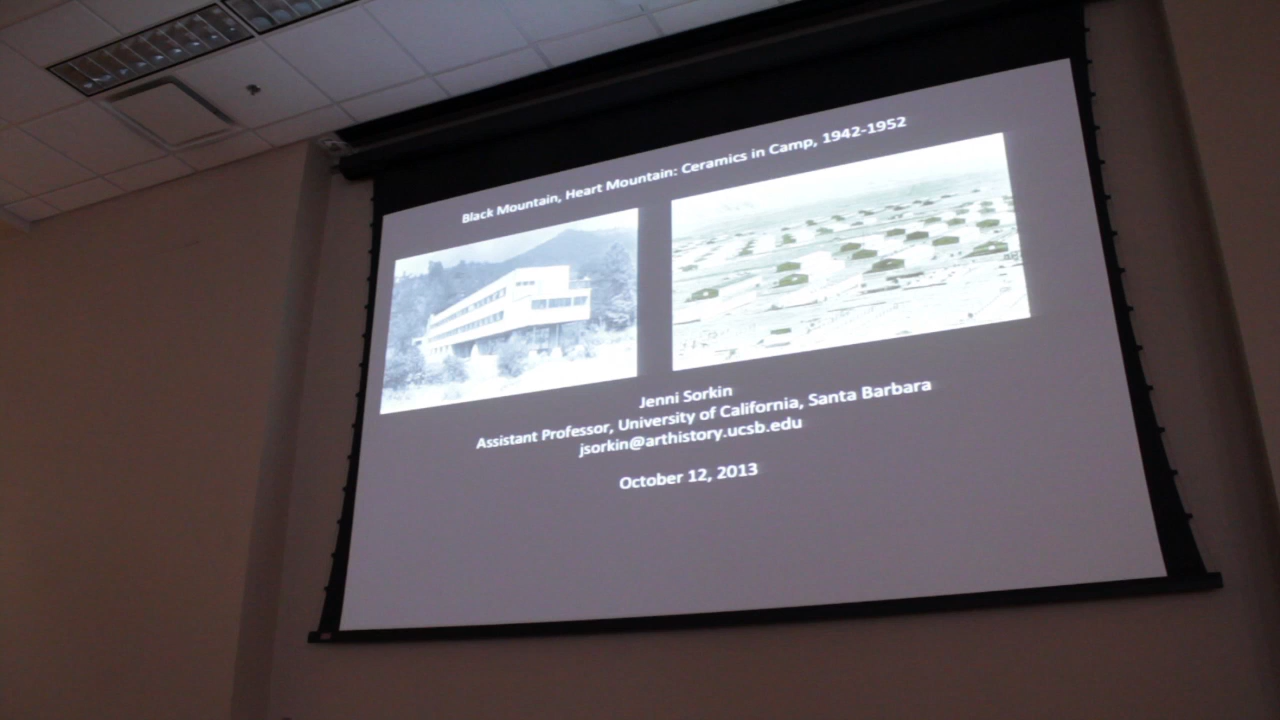 Black Mountain, Heart Mountain: Ceramics in Camp, 1942-1952
Jenni Sorkin
Assistant Professor, University of California, Santa Barbara
jsorkin@arthistory.ucsb.edu
October 12, 2013